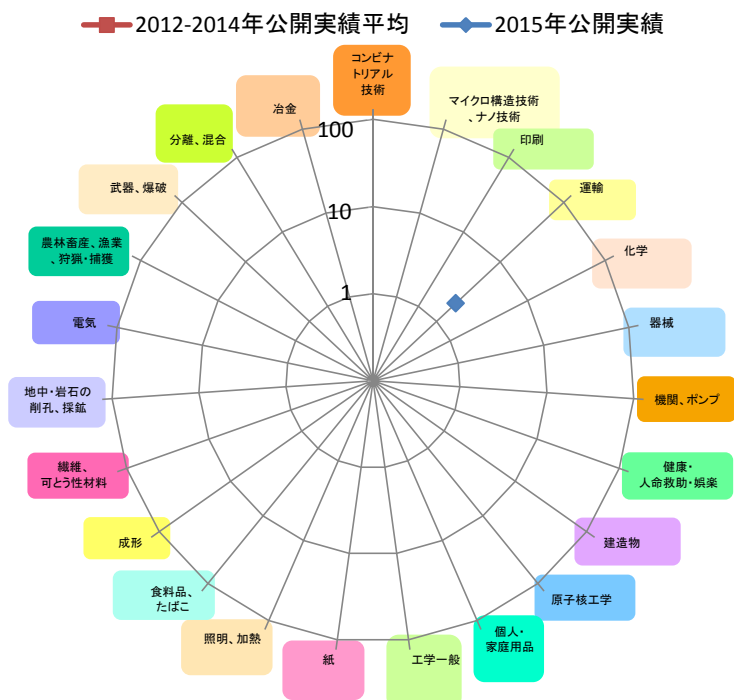 2012-2014年公開実績平均
2015年公開実績
コンビナ
トリアル
技術
マイクロ構造技術
、ナノ技術
印刷
運輸
化学
器械
機関、ポンプ
健康・
人命救助・娯楽
建造物
原子核工学
個人・
家庭用品
工学一般
紙
照明、加熱
食料品、
たばこ
成形
繊維、
可とう性材料
地中・岩石の
削孔、採鉱
電気
農林畜産、漁業
、狩猟・捕獲
武器、爆破
分離、混合
冶金
100
10
1